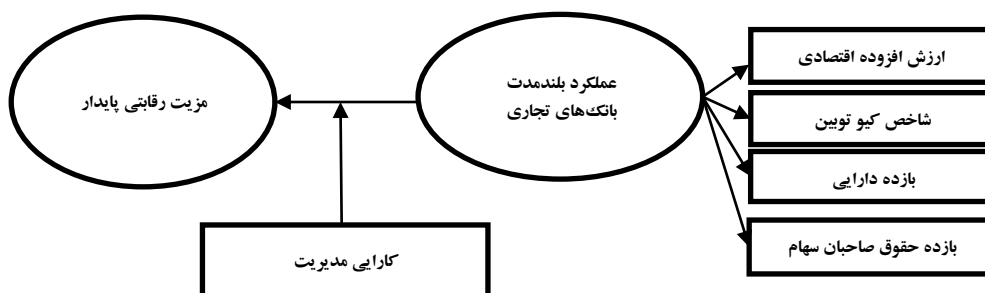 ارزش افزوده اقتصادی
عملکرد بلندمدت
بانک‌های تجاری
مزیت رقابتی پایدار
شاخص کیو توبین
بازده دارایی
بازده حقوق صاحبان سهام
کارایی مدیریت